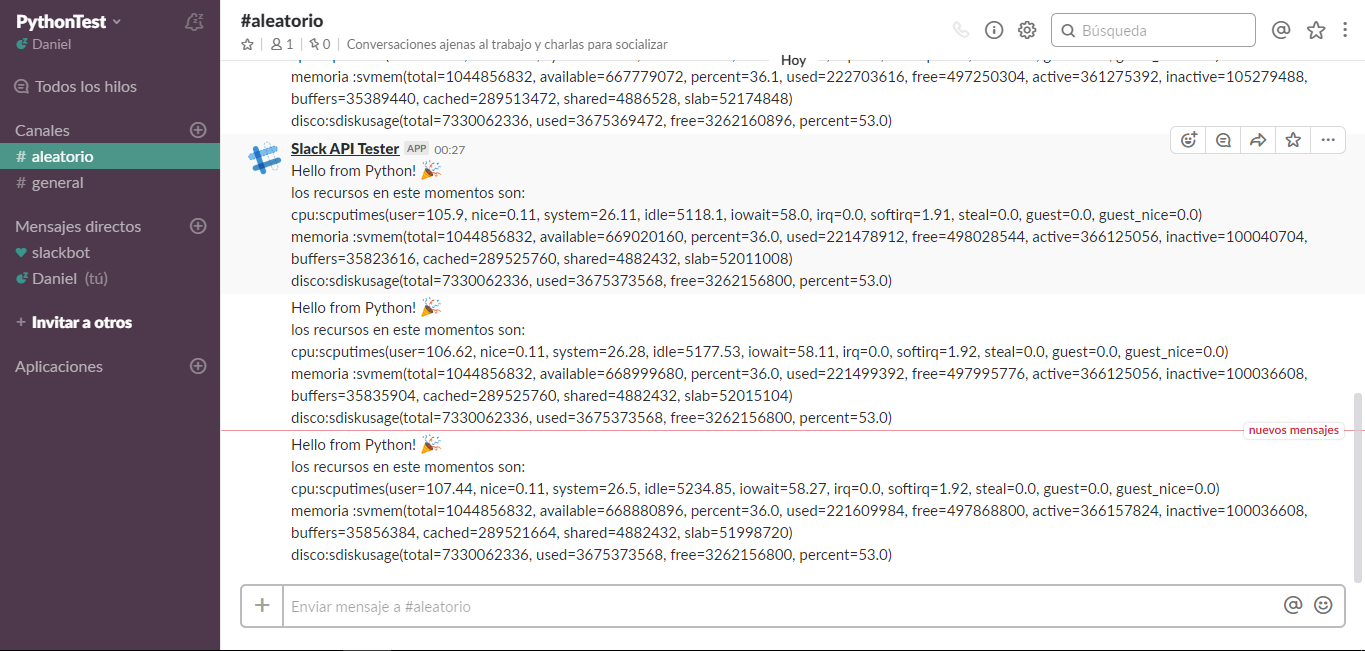 PythonTest
Daniel
Todos los hilos
Canales
# aleatorio
# general
Mensajes directos
slackbot
Daniel (tú)
+ Invitar a otros
Aplicaciones
#aleatorio
1 | 0 | Conversaciones ajenas al trabajo y charlas para socializar
Búsqueda
Hoy
memoria :svmem(total=1044856832, available=667779072, percent=36.1, used=222703616, free=497250304, active=361275392, inactive=105279488,
buffers=35389440, cached=289513472, shared=4886528, slab=52174848)
disco:sdiskusage(total=7330062336, used=3675369472, free=3262160896, percent=53.0)
Slack API Tester APP 00:27
Hello from Python!
los recursos en este momentos son:
cpu:scputimes(user=105.9, nice=0.11, system=26.11, idle=5118.1, iowait=58.0, irq=0.0, softirq=1.91, steal=0.0, guest=0.0, guest_nice=0.0)
memoria :svmem(total=1044856832, available=669020160, percent=36.0, used=221478912, free=498028544, active=366125056, inactive=100040704,
buffers=35823616, cached=289525760, shared=4882432, slab=52011008)
disco:sdiskusage(total=7330062336, used=3675373568, free=3262156800, percent=53.0)
Hello from Python!
los recursos en este momentos son:
cpu:scputimes(user=106.62, nice=0.11, system=26.28, idle=5177.53, iowait=58.11, irq=0.0, softirq=1.92, steal=0.0, guest=0.0, guest_nice=0.0)
memoria :svmem(total=1044856832, available=668999680, percent=36.0, used=221499392, free=497995776, active=366125056, inactive=100036608,
buffers=35835904, cached=289525760, shared=4882432, slab=52015104)
disco:sdiskusage(total=7330062336, used=3675373568, free=3262156800, percent=53.0)
nuevos mensajes
Hello from Python!
los recursos en este momentos son:
cpu:scputimes(user=107.44, nice=0.11, system=26.5, idle=5234.85, iowait=58.27, irq=0.0, softirq=1.92, steal=0.0, guest=0.0, guest_nice=0.0)
memoria :svmem(total=1044856832, available=668880896, percent=36.0, used=221609984, free=497868800, active=366157824, inactive=100036608,
buffers=35856384, cached=289521664, shared=4882432, slab=51998720)
disco:sdiskusage(total=7330062336, used=3675373568, free=3262156800, percent=53.0)
Enviar mensaje a #aleatorio